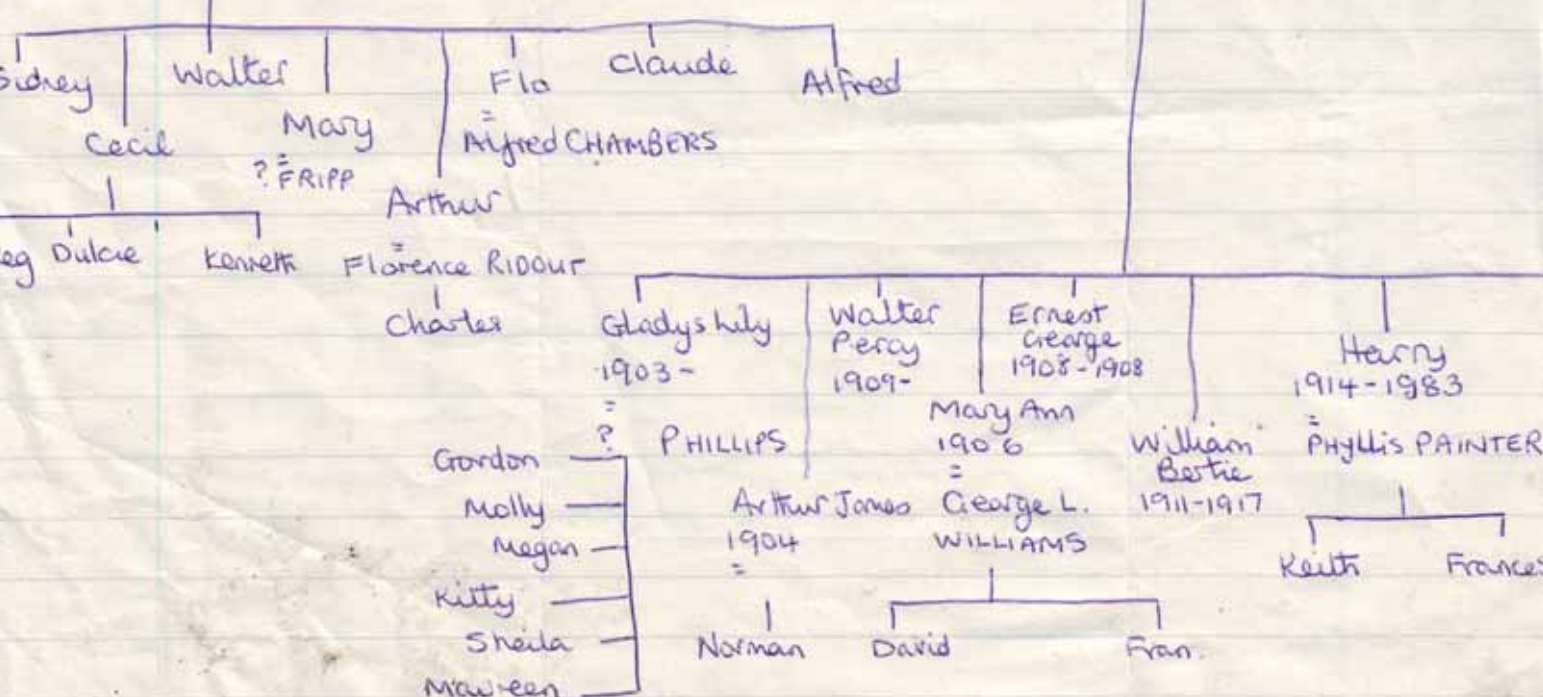 Sidney
Walter
Flo
Claude
Alfred
Cecil
Mary
=
Alfred CHAMBERS
=
? FRIPP
Arthur
=
Reg Dulcie Kenneth
Florence RIDOUT
Charles
Gladys Lily
1903-
=
? PHILLIPS
Gordon
Molly
Megan
Kitty
Sheila
Maureen
Arthur James
1904
=
Norman
Walter
Percy
1909-
Mary Ann
1906
=
George L.
WILLIAMS
David
Fran.
Ernest
George
1908-1908
William
Bertie
1911-1917
Harry
1914-1983
=
PHYLLIS PAINTER
Keith
Frances